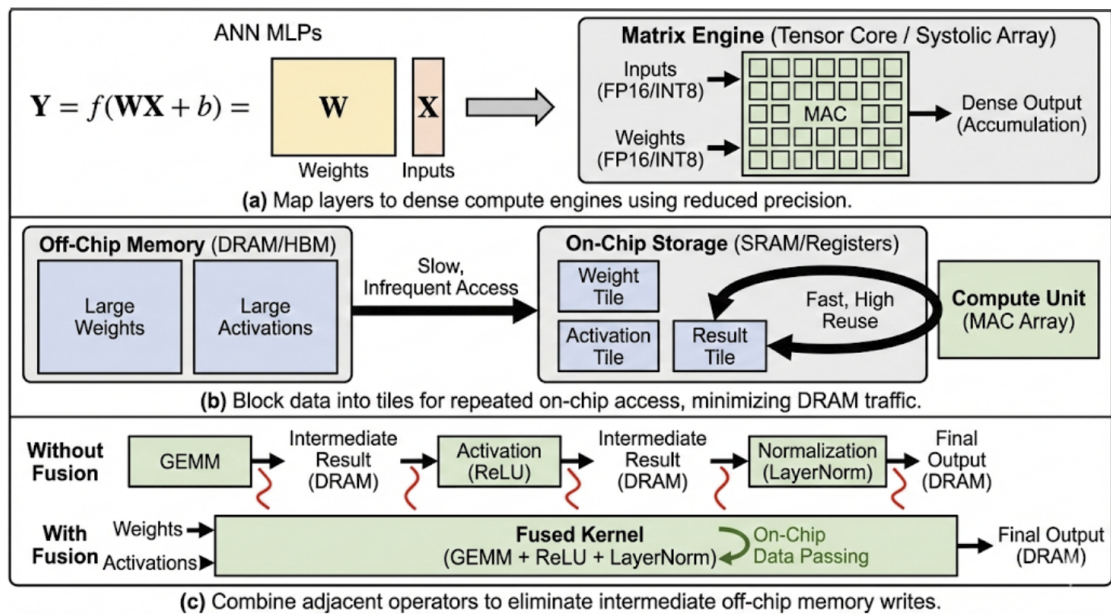 ANN MLPs
Y = f(WX + b) =
W
X
Weights
Inputs
Matrix Engine (Tensor Core / Systolic Array)
Inputs
(FP16/INT8)
Weights
(FP16/INT8)
MAC
Dense Output
(Accumulation)
(a) Map layers to dense compute engines using reduced precision.
Off-Chip Memory (DRAM/HBM)
Large
Weights
Large
Activations
Slow,
Infrequent Access
On-Chip Storage (SRAM/Registers)
Weight
Tile
Activation
Tile
Result
Tile
Fast, High
Reuse
Compute Unit
(MAC Array)
(b) Block data into tiles for repeated on-chip access, minimizing DRAM traffic.
Without
Fusion
GEMM
Intermediate
Result
(DRAM)
Activation
(ReLU)
Intermediate
Result
(DRAM)
Normalization
(LayerNorm)
Final
Output
(DRAM)
With
Fusion
Weights
Activations
Fused Kernel
(GEMM + ReLU + LayerNorm)
On-Chip
Data Passing
Final Output
(DRAM)
(c) Combine adjacent operators to eliminate intermediate off-chip memory writes.